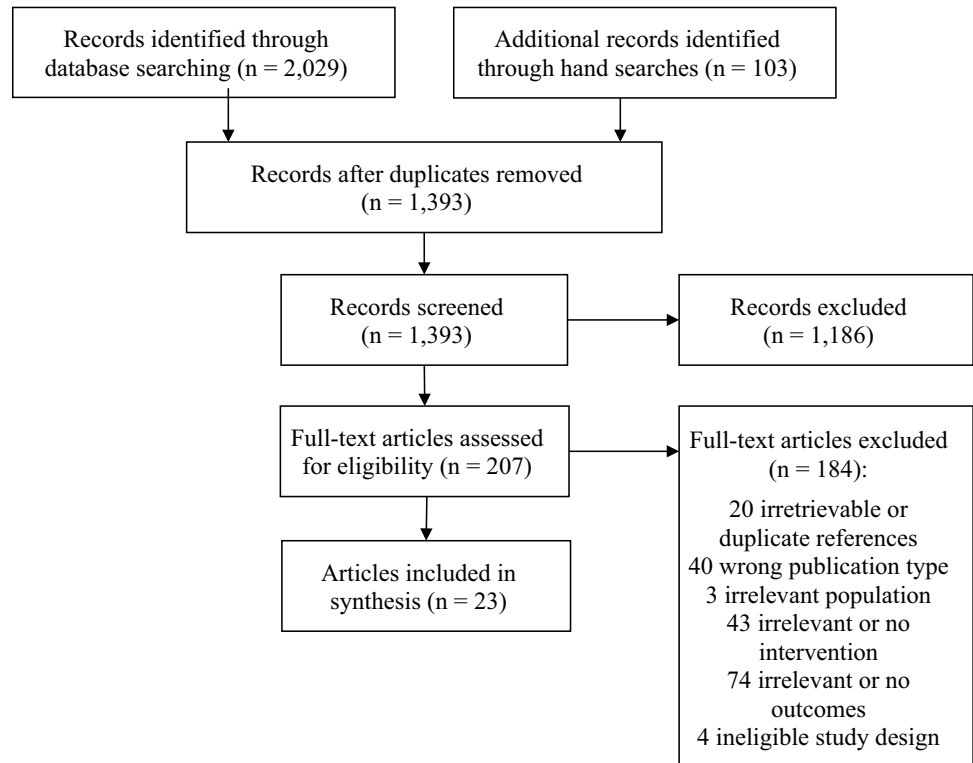 Records identified through
database searching (n = 2,029)
Additional records identified
through hand searches (n = 103)
Records after duplicates removed
(n = 1,393)
Records screened
(n = 1,393)
Records excluded
(n = 1,186)
Full-text articles assessed
for eligibility (n = 207)
Full-text articles excluded
(n = 184):
20 irretrievable or
duplicate references
40 wrong publication type
3 irrelevant population
43 irrelevant or no
intervention
74 irrelevant or no
outcomes
4 ineligible study design
Articles included in
synthesis (n = 23)